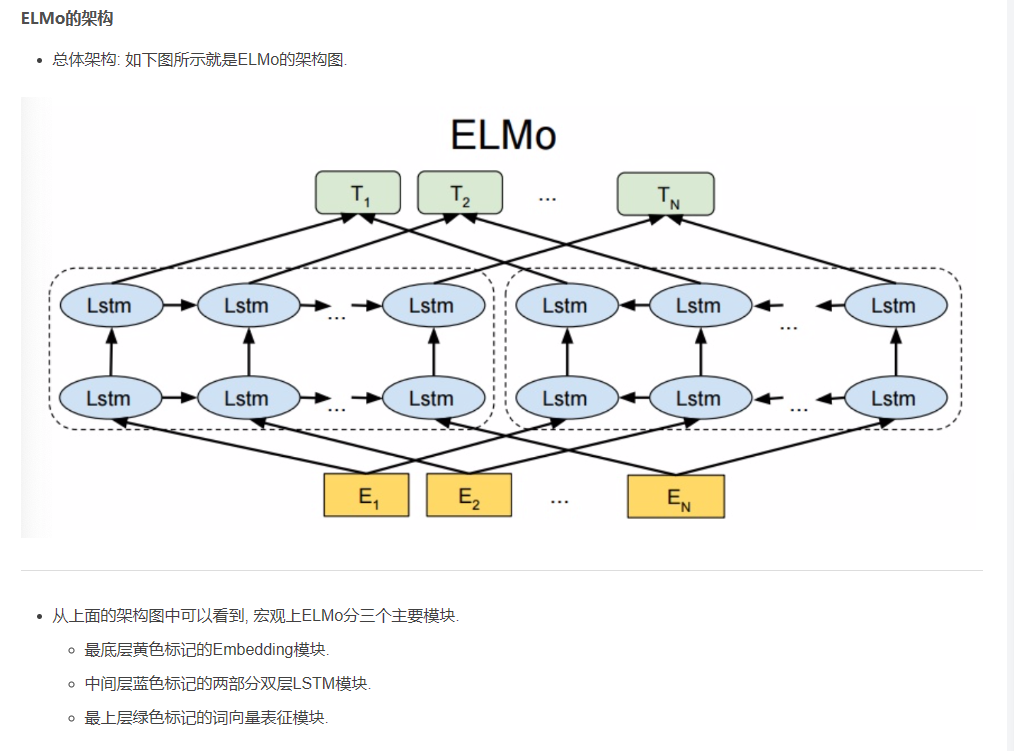 ELMo的架构
总体架构: 如下图所示就是ELMo的架构图.
ELMo
T1 T2 ... TN
Lstm Lstm ... Lstm Lstm Lstm ... Lstm
Lstm Lstm ... Lstm Lstm Lstm ... Lstm
E1 E2 ... EN
从上面的架构图中可以看到, 宏观上ELMo分三个主要模块.
最底层黄色标记的Embedding模块.
中间层蓝色标记的两部分双层LSTM模块.
最上层绿色标记的词向量表征模块.